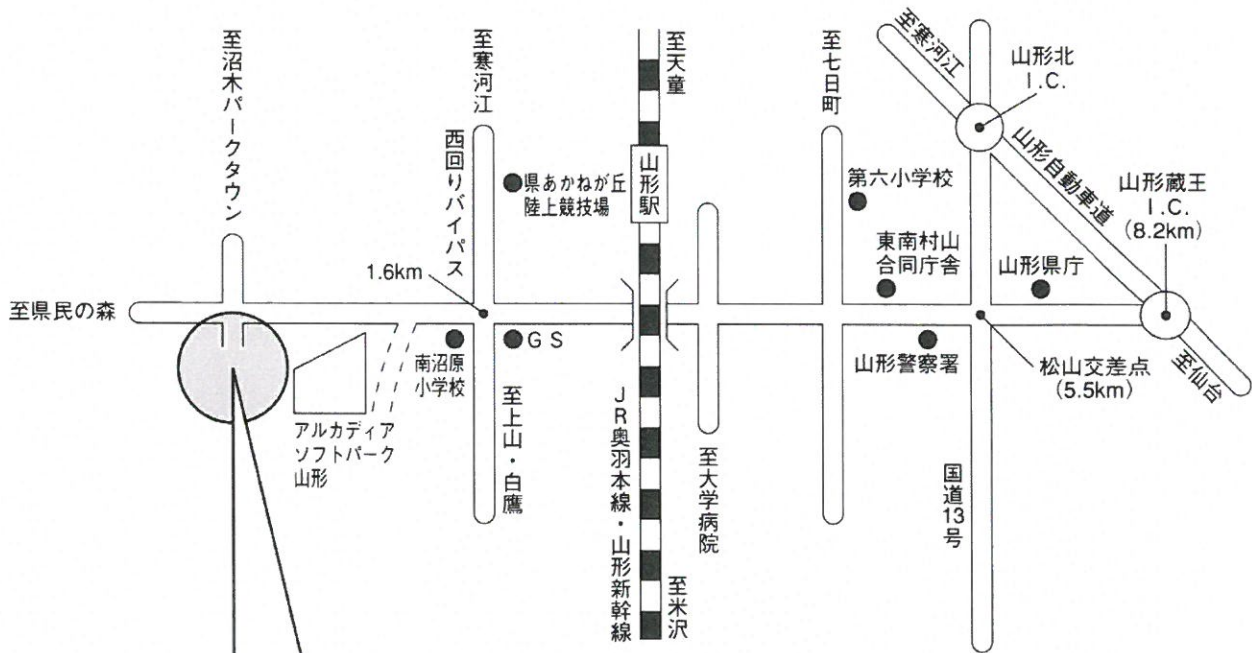 至沼木パークタウン
至寒河江
西回りバイパス
県あかねが丘
陸上競技場
至天童
山形駅
至七日町
第六小学校
東南村山
合同庁舎
至寒河江
山形北
I.C.
山形自動車道
山形蔵王
I.C.
(8.2km)
山形県庁
1.6km
至県民の森
南沼原
小学校
GS
山形警察署
松山交差点
(5.5km)
至仙台
アルカディア
ソフトパーク
山形
至上山・白鷹
JR奥羽本線・山形新幹線
至米沢
至大学病院
国道13号